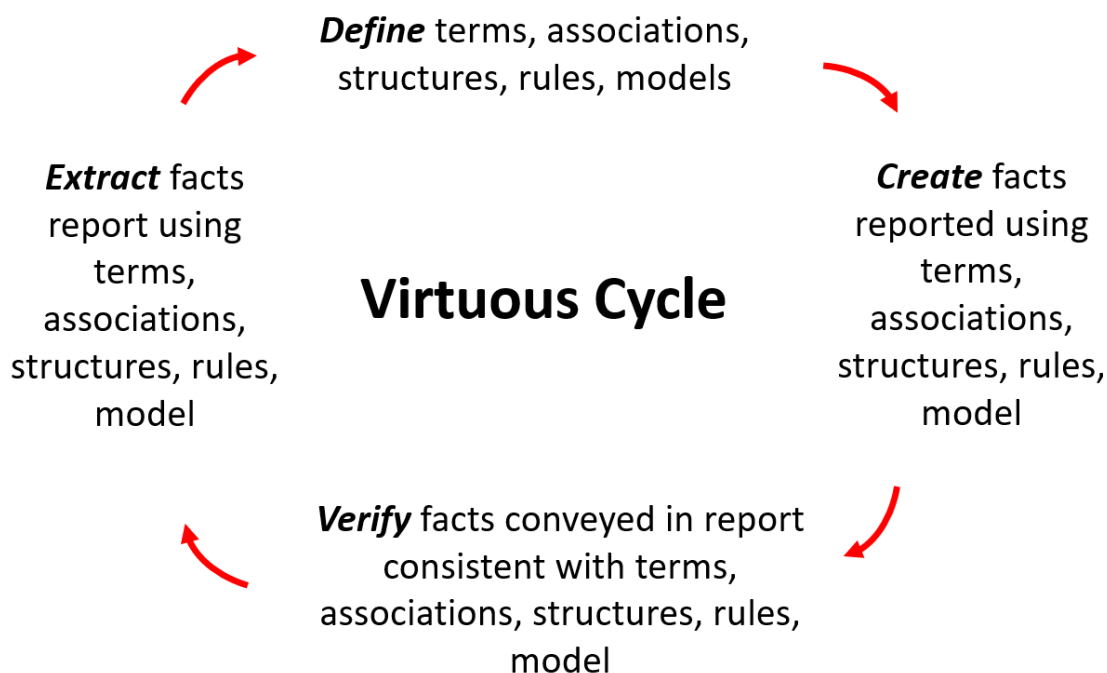 Define terms, associations,
structures, rules, models
Create facts
reported using
terms,
associations,
structures, rules,
model
Verify facts conveyed in report
consistent with terms,
associations, structures, rules,
model
Extract facts
report using
terms,
associations,
structures, rules,
model
Virtuous Cycle